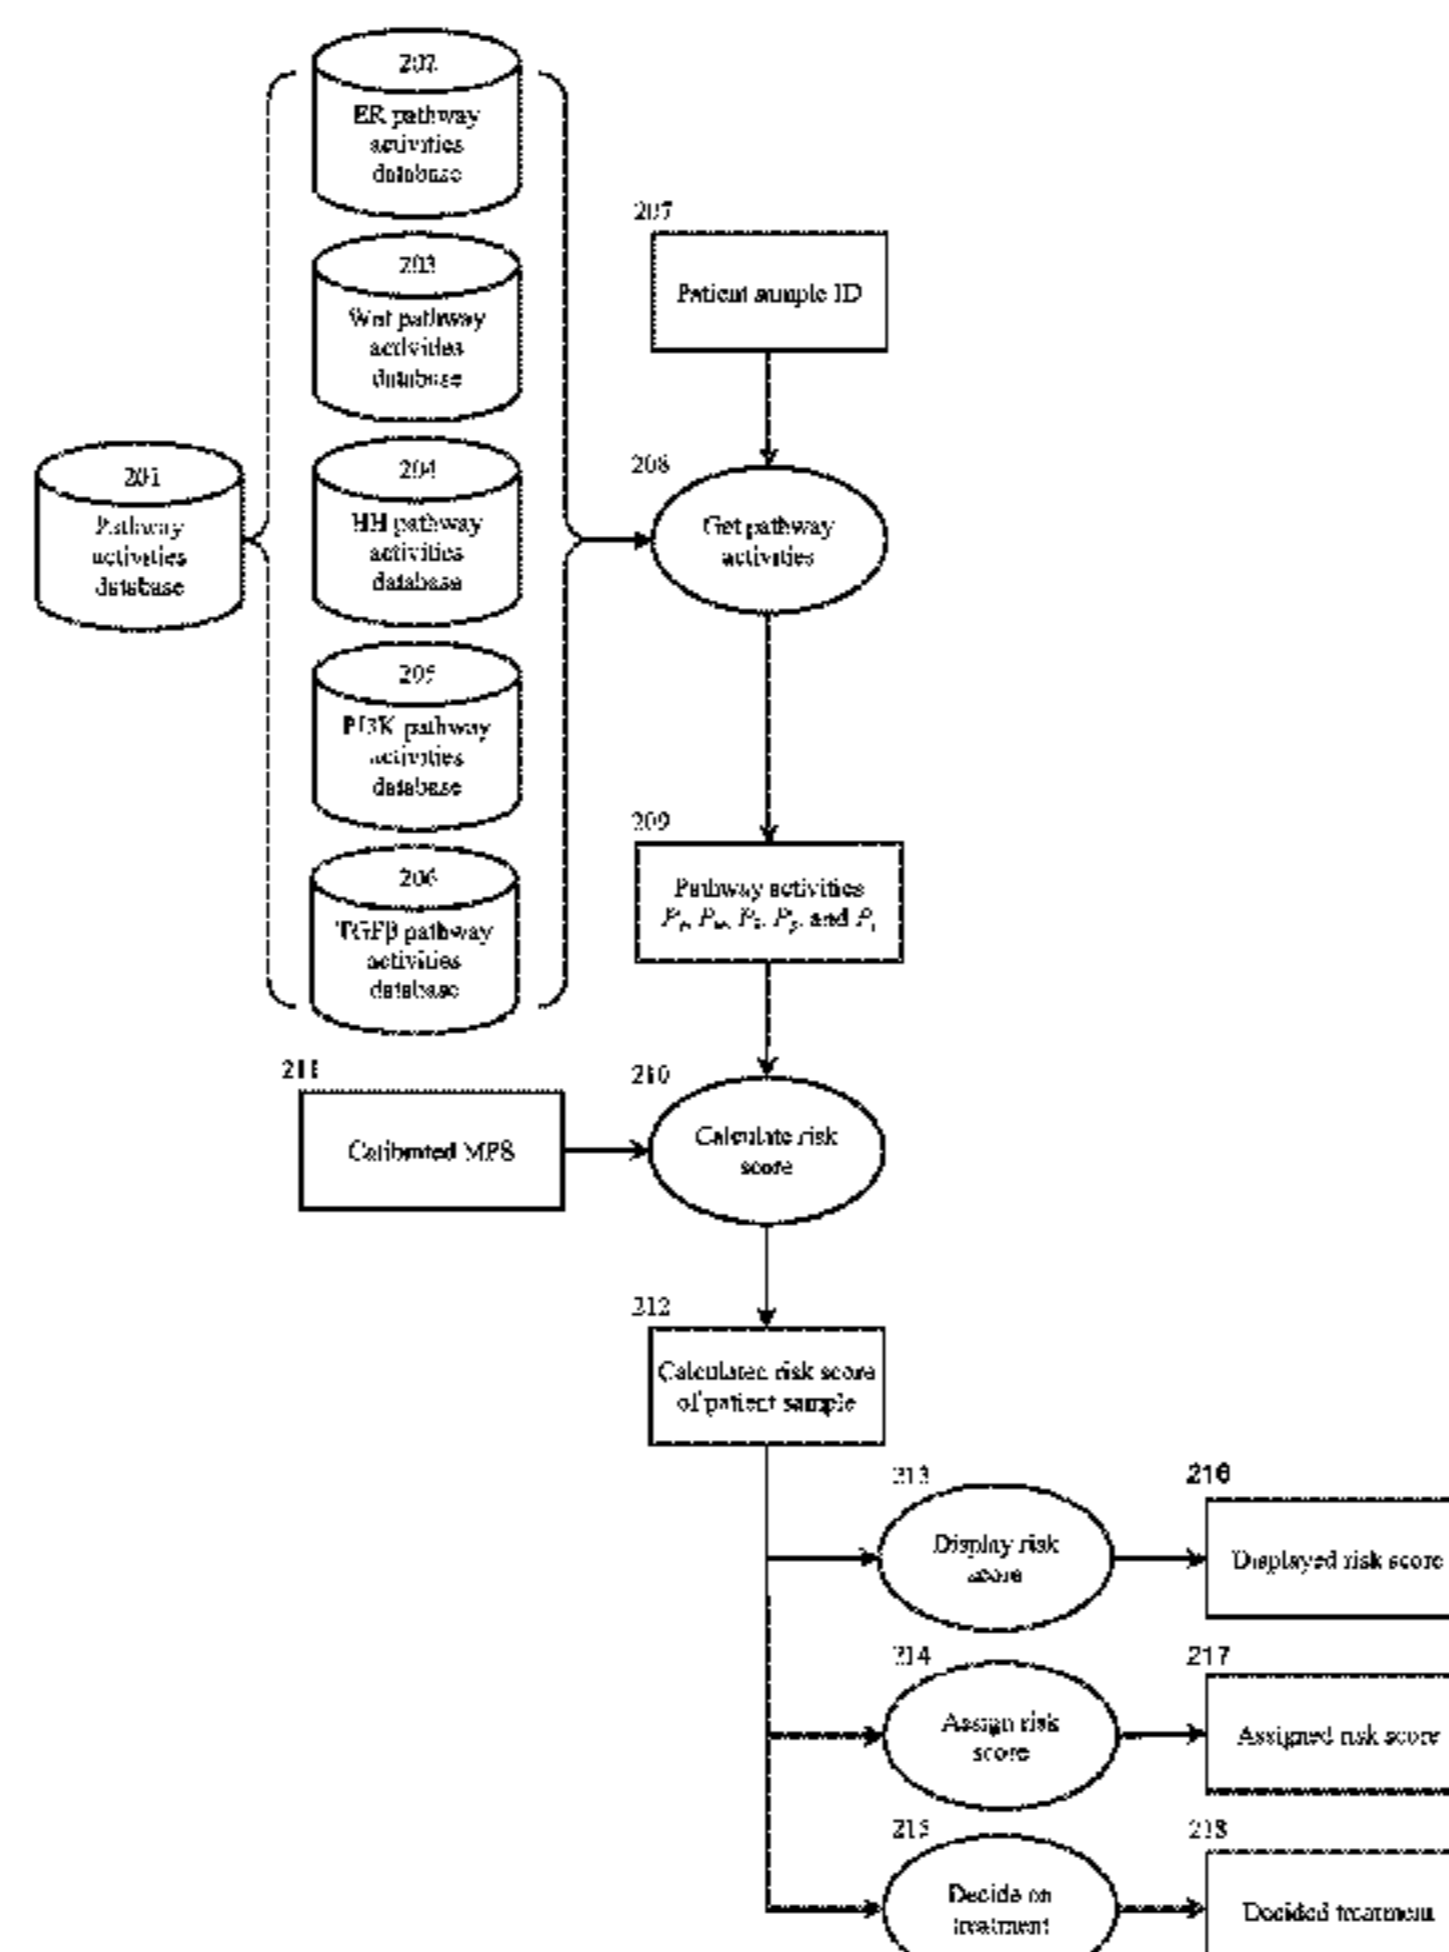 202
ER pathway
activities
database
203
Wnt pathway
activities
database
201
Pathway
activities
database
204
HH pathway
activities
database
205
PI3K pathway
activities
database
206
TGFβ pathway
activities
database
207
Patient sample ID
208
Get pathway
activities
209
Pathway activities
and
211
Calibrated MPS
210
Calculate risk
score
212
Calculated risk score
of patient sample
213
Display risk
score
216
Displayed risk score
214
Assign risk
score
217
Assigned risk score
215
Decide on
treatment
218
Decided treatment